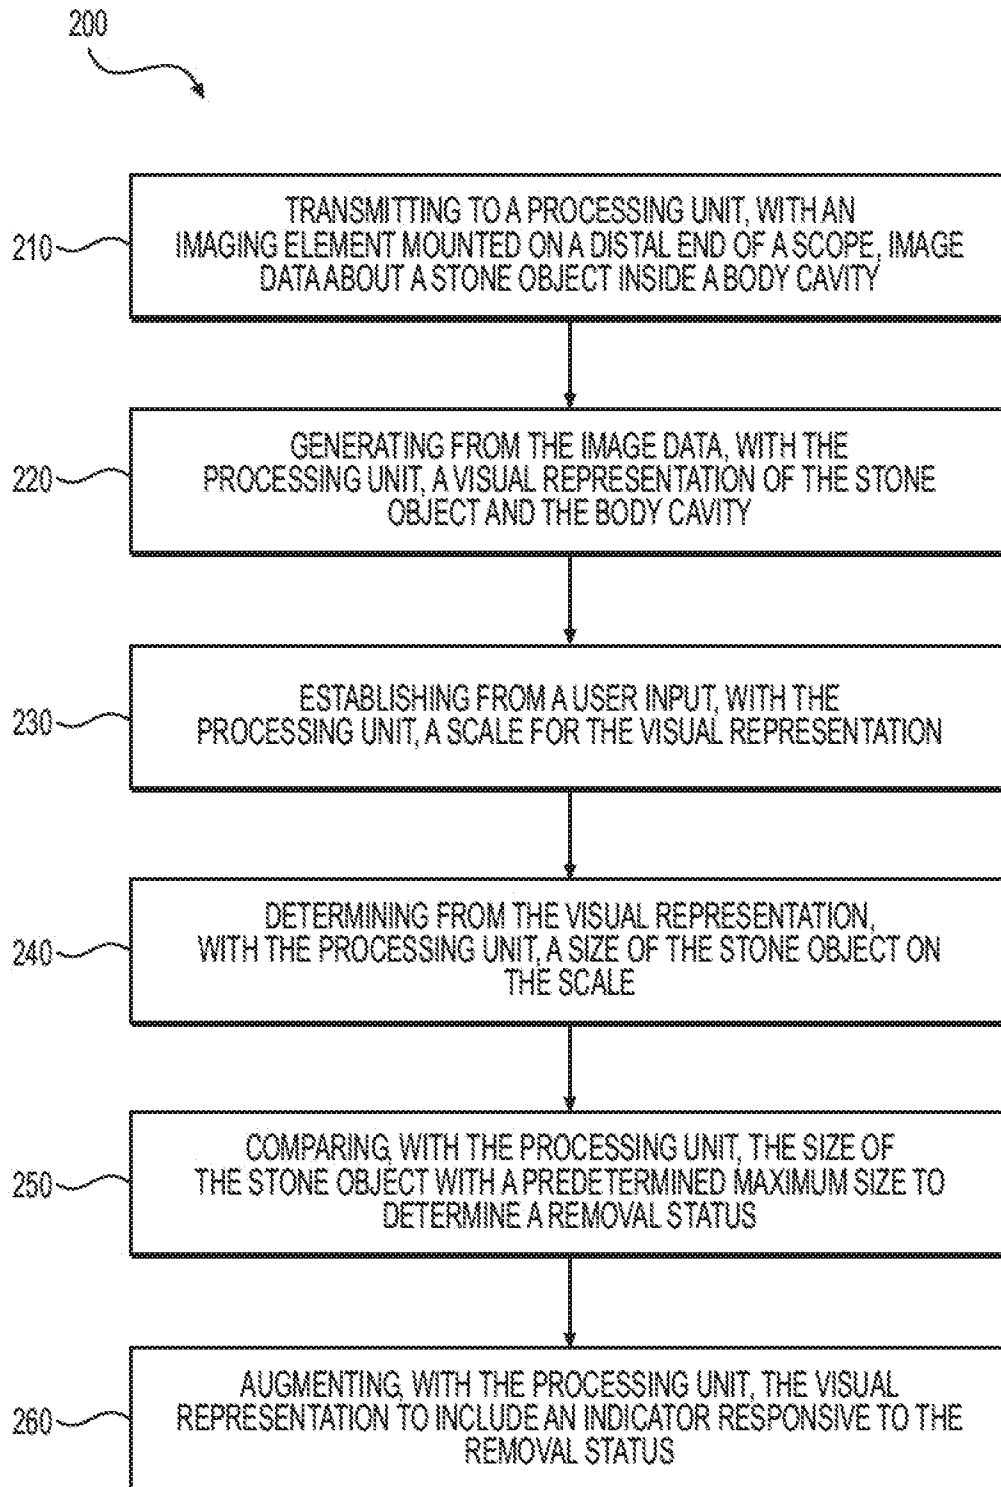 200
210
TRANSMITTING TO A PROCESSING UNIT, WITH AN
IMAGING ELEMENT MOUNTED ON A DISTAL END OF A SCOPE, IMAGE
DATA ABOUT A STONE OBJECT INSIDE A BODY CAVITY
220
GENERATING FROM THE IMAGE DATA, WITH THE
PROCESSING UNIT, A VISUAL REPRESENTATION OF THE STONE
OBJECT AND THE BODY CAVITY
230
ESTABLISHING FROM A USER INPUT, WITH THE
PROCESSING UNIT, A SCALE FOR THE VISUAL REPRESENTATION
240
DETERMINING FROM THE VISUAL REPRESENTATION,
WITH THE PROCESSING UNIT, A SIZE OF THE STONE OBJECT ON
THE SCALE
250
COMPARING, WITH THE PROCESSING UNIT, THE SIZE OF
THE STONE OBJECT WITH A PREDETERMINED MAXIMUM SIZE TO
DETERMINE A REMOVAL STATUS
260
AUGMENTING, WITH THE PROCESSING UNIT, THE VISUAL
REPRESENTATION TO INCLUDE AN INDICATOR RESPONSIVE TO THE
REMOVAL STATUS